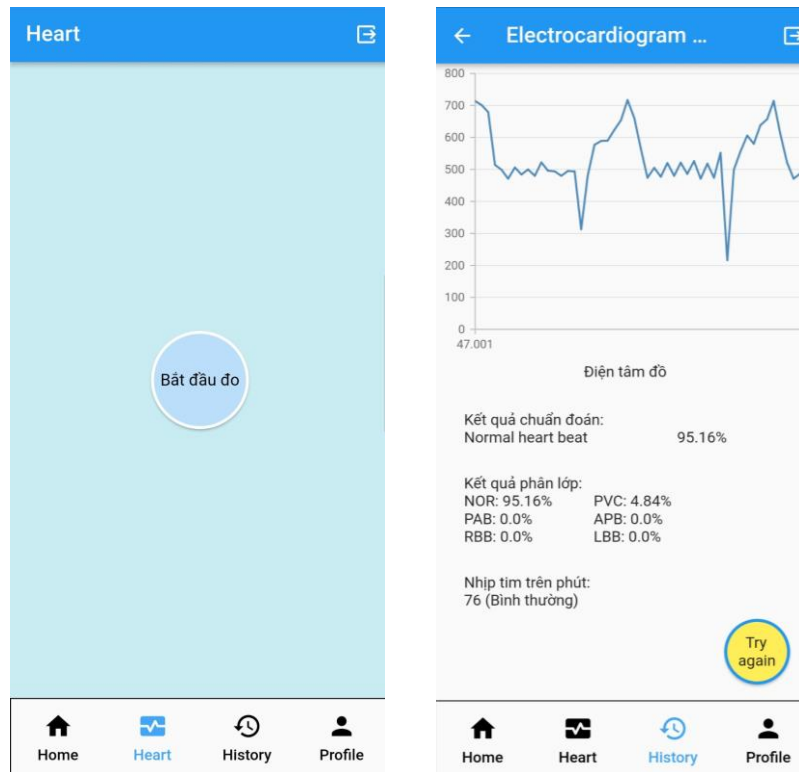 Heart
Bắt đầu đo
Home Heart History Profile
Electrocardiogram ...
800
700
600
500
400
300
200
100
0
47.001
Điện tâm đồ
Kết quả chuẩn đoán:
Normal heart beat 95.16%
Kết quả phân lớp:
NOR: 95.16% PVC: 4.84%
PAB: 0.0% APB: 0.0%
RBB: 0.0% LBB: 0.0%
Nhịp tim trên phút:
76 (Bình thường)
Try
again
Home Heart History Profile